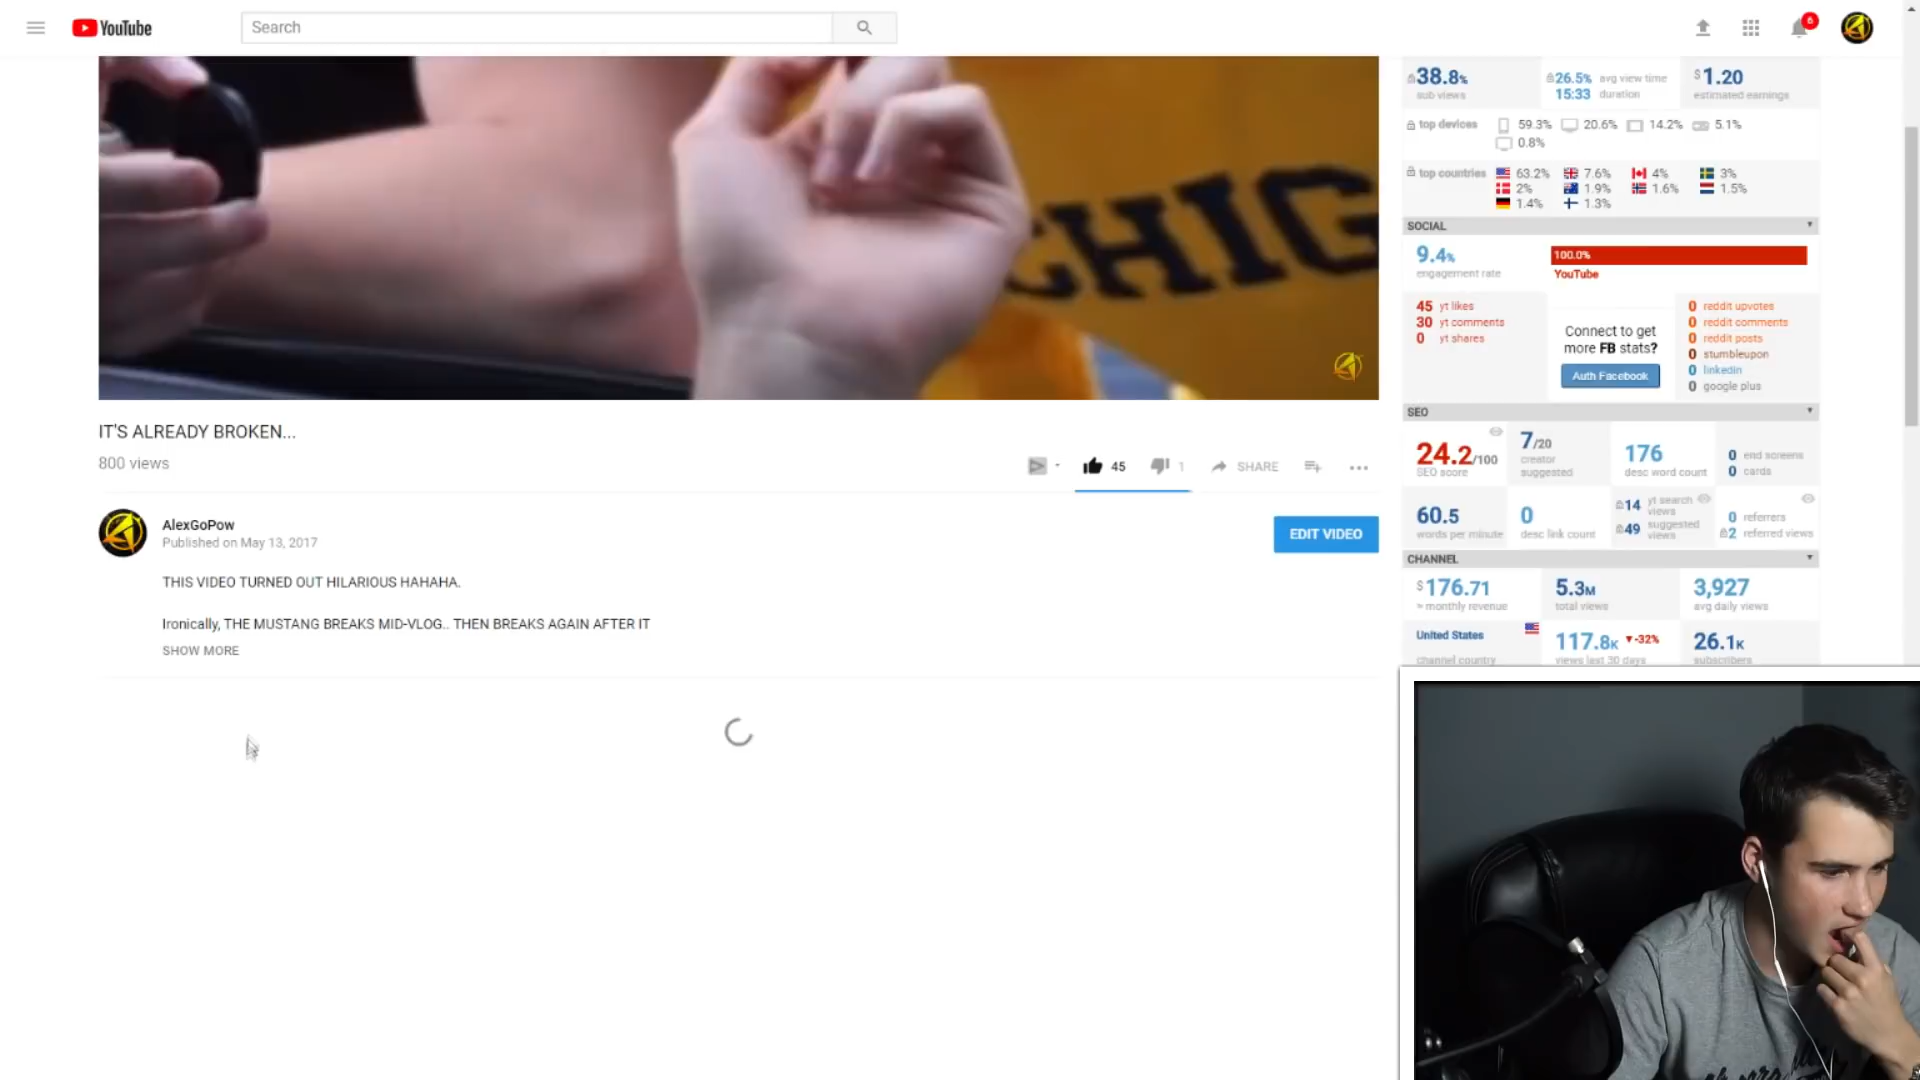 YouTube
Search
6
CHIG
38.8%
sub views
26.5% avg view time
15:33 duration
$1.20
estimated earnings
top devices 59.3% 20.6% 14.2% 5.1%
0.8%
top countries 63.2% 7.6% 4% 3%
2% 1.9% 1.6% 1.5%
1.4% 1.3%
SOCIAL
9.4%
engagement rate
100.0%
YouTube
45 yt likes
30 yt comments
0 yt shares
Connect to get
more FB stats?
Auth Facebook
0 reddit upvotes
0 reddit comments
0 reddit posts
0 stumbleupon
0 linkedin
0 google plus
SEO
24.2/100
SEO score
7/20
creator
suggested
176
desc word count
0 end screens
0 cards
60.5
words per minute
0
desc link count
14 yt search
views
49 suggested
views
0 referrers
2 referred views
CHANNEL
$176.71
≈ monthly revenue
5.3M
total views
3,927
avg daily views
United States
channel country
117.8K ▼-32%
views last 30 days
26.1K
subscribers
IT'S ALREADY BROKEN...
800 views
45 1 SHARE
AlexGoPow
Published on May 13, 2017
EDIT VIDEO
THIS VIDEO TURNED OUT HILARIOUS HAHAHA.
Ironically, THE MUSTANG BREAKS MID-VLOG.. THEN BREAKS AGAIN AFTER IT
SHOW MORE